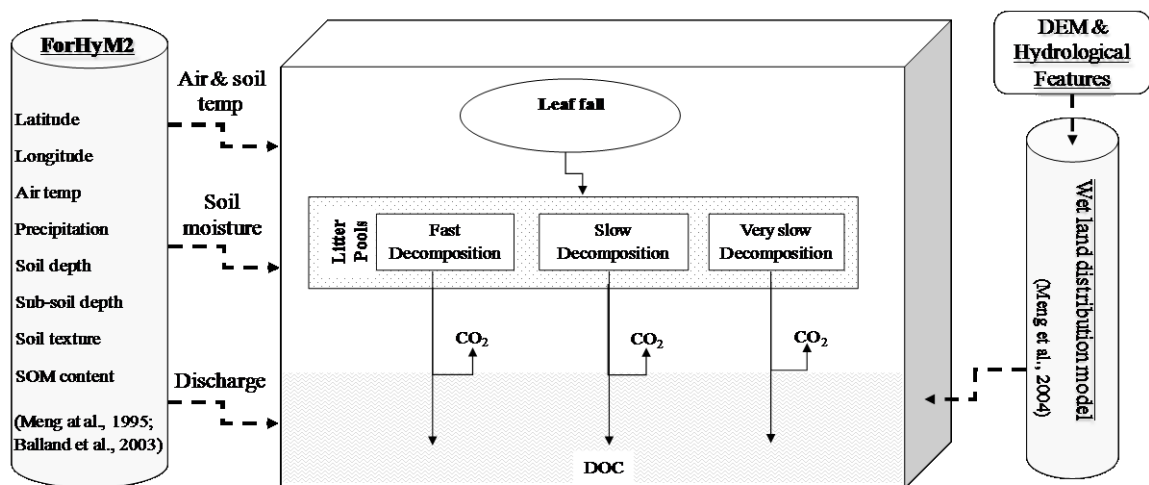 ForHyM2
Latitude
Longitude
Air temp
Precipitation
Soil depth
Sub-soil depth
Soil texture
SOM content
(Meng at al., 1995;
Balland et al., 2003)
Air & soil
temp
Soil
moisture
Discharge
Leaf fall
Litter
Pools
Fast
Decomposition
Slow
Decomposition
Very slow
Decomposition
CO₂
CO₂
CO₂
DOC
DEM &
Hydrological
Features
Wet land distribution model
(Meng et al., 2004)